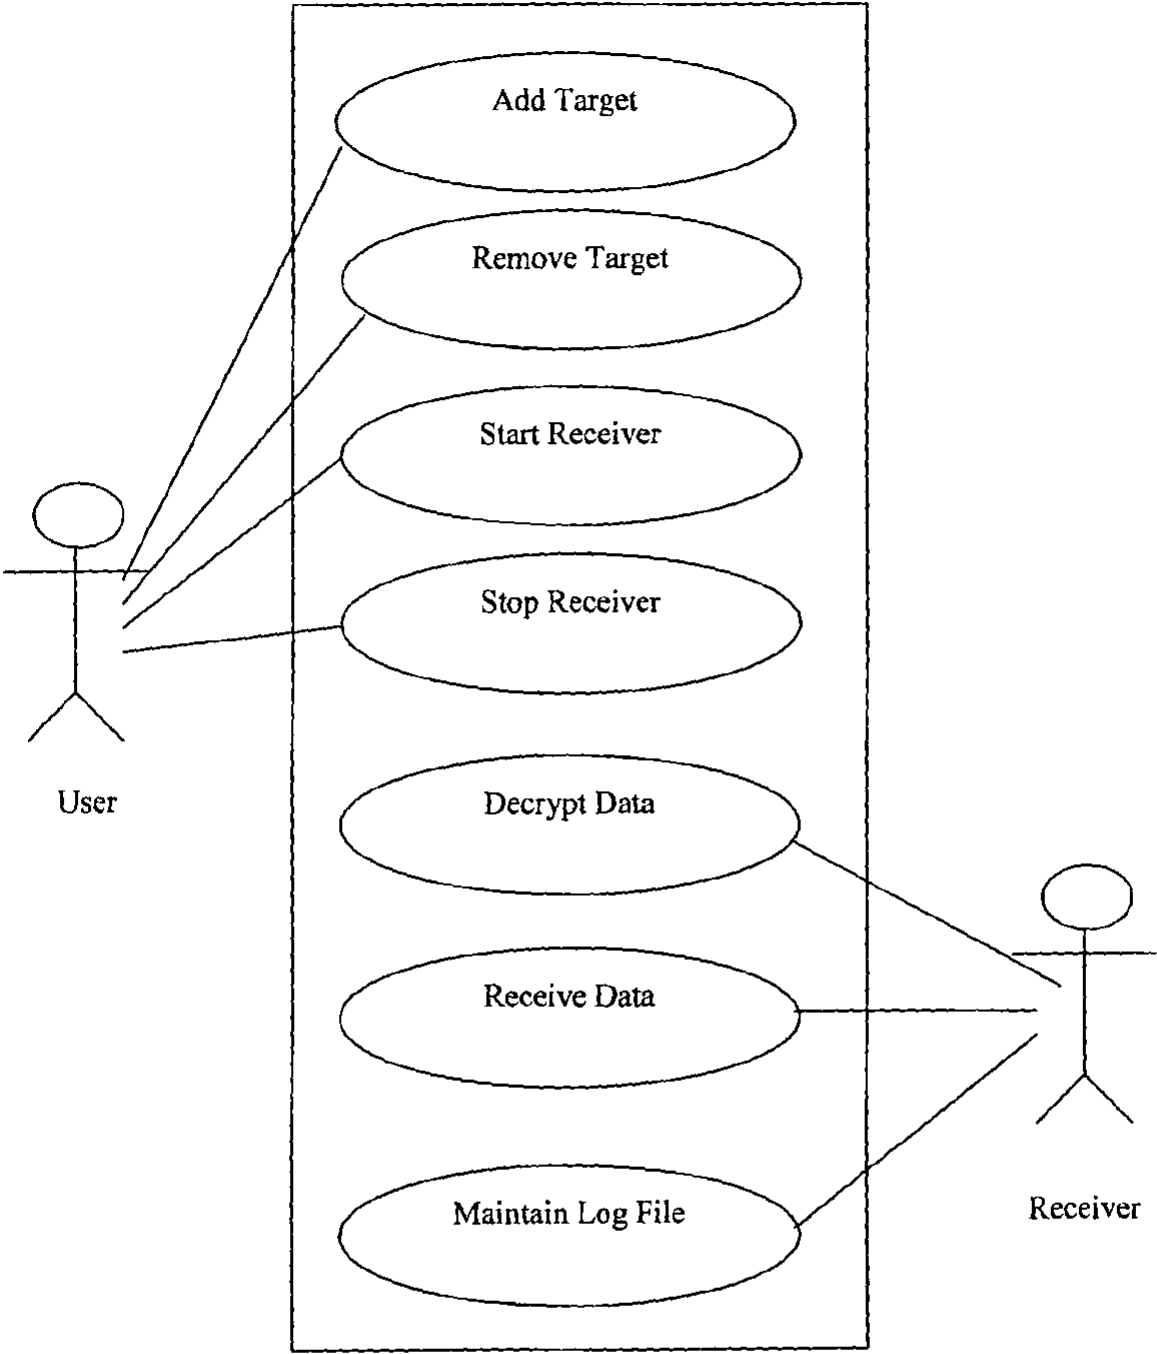 Add Target
Remove Target
Start Receiver
Stop Receiver
User
Decrypt Data
Receive Data
Maintain Log File
Receiver